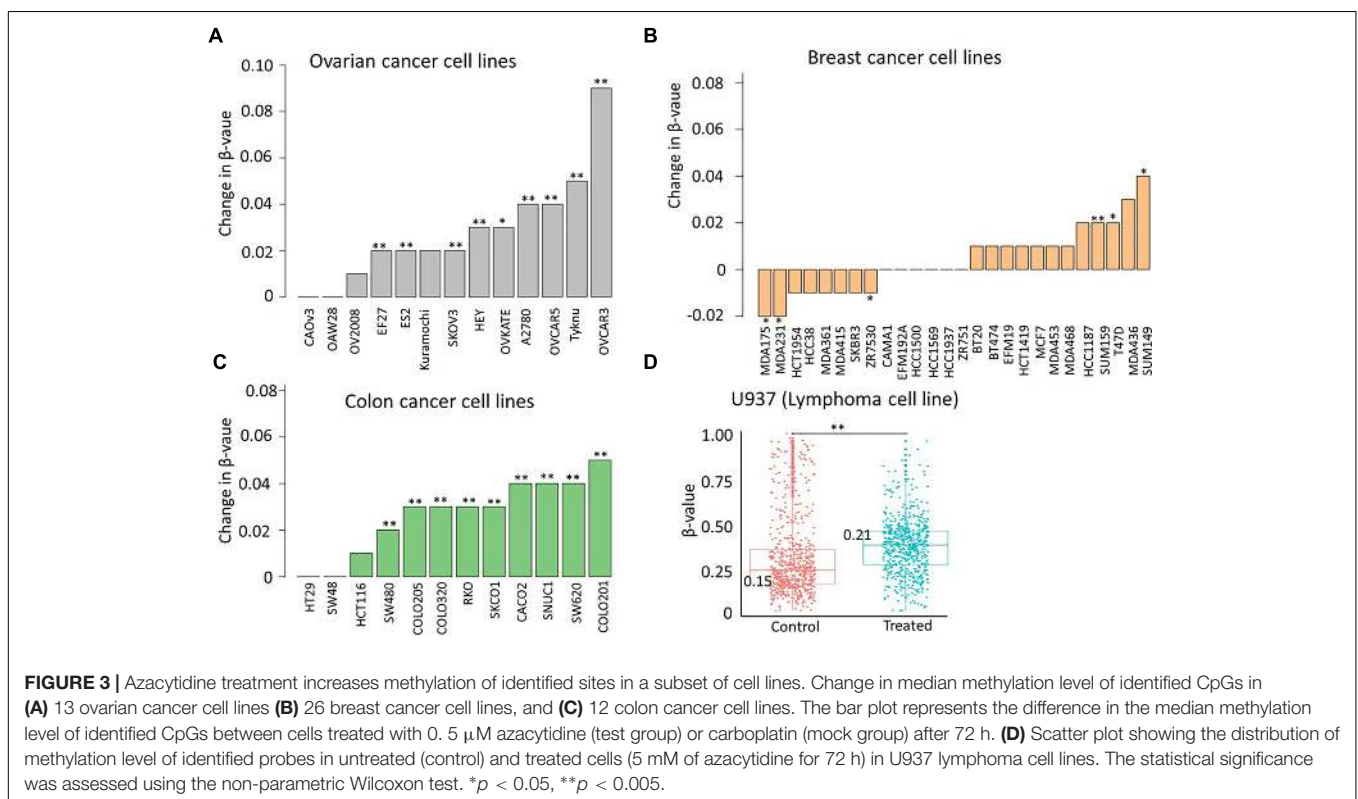 A
Ovarian cancer cell lines
Change in β-vaue
0.10
0.08
0.06
0.04
0.02
0
** ** ** ** * ** ** ** **
CAOv3 OAW28 OV2008 EF27 ES2 Kuramochi SKOV3 HEY OVKATE A2780 OVCAR5 Tyknu OVCAR3
B
Breast cancer cell lines
Change in β-vaue
0.08
0.06
0.04
0.02
0
-0.02
* * * ** * *
MDA175 MDA231 HCT1954 HCC38 MDA361 MDA415 SKBR3 ZR7530 CAMA1 EFM192A HCC1500 HCC1569 HCC1937 ZR751 BT20 BT474 EFM19 HCT1419 MCF7 MDA453 MDA468 HCC1187 SUM159 T47D MDA436 SUM149
C
Colon cancer cell lines
Change in β-vaue
0.08
0.06
0.04
0.02
0
** ** ** ** ** ** ** ** **
HT29 SW48 HCT116 SW480 COLO205 COLO320 RKO SKCO1 CACO2 SNUC1 SW620 COLO201
D
U937 (Lymphoma cell line)
β-value
1.00
0.75
0.50
0.25
0
**
0.15
0.21
Control Treated
FIGURE 3 | Azacytidine treatment increases methylation of identified sites in a subset of cell lines. Change in median methylation level of identified CpGs in
(A) 13 ovarian cancer cell lines (B) 26 breast cancer cell lines, and (C) 12 colon cancer cell lines. The bar plot represents the difference in the median methylation
level of identified CpGs between cells treated with 0. 5 μM azacytidine (test group) or carboplatin (mock group) after 72 h. (D) Scatter plot showing the distribution of
methylation level of identified probes in untreated (control) and treated cells (5 mM of azacytidine for 72 h) in U937 lymphoma cell lines. The statistical significance
was assessed using the non-parametric Wilcoxon test. *p < 0.05, **p < 0.005.